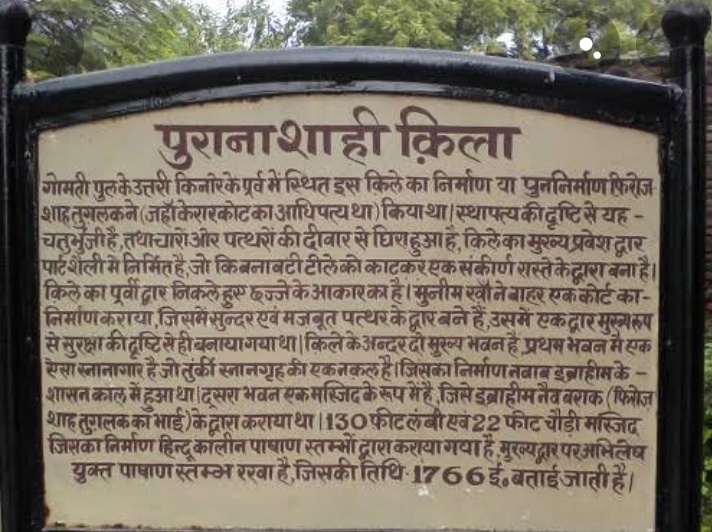 पुराना शाही क़िला
गोमती पुल के उत्तरी किनारे के पूर्व में स्थित इस किले का निर्माण या पुननिर्माण फिरोज
शाह तुगलक ने (जहाँ केरारकोट का आधिपत्य था) किया था। स्थापत्य की दृष्टि से यह -
चतुर्भुजी है, तथा चारों ओर पत्थरों की दीवार से घिरा हुआ है, किले का मुख्य प्रवेश द्वार
पार्ट शैली में निर्मित है, जो कि बनावटी टीले को काटकर एक संकीर्ण रास्ते के द्वारा बना है।
किले का पूर्वी द्वार निकले हुए छज्जे के आकार का है। मुनीम खाँ ने बाहर एक कोर्ट का -
निर्माण कराया, जिसमें सुन्दर एवं मजबूत पत्थर के द्वार बने हैं, उसमें एक द्वार मुख्य रूप
से सुरक्षा की दृष्टि से ही बनाया गया था। किले के अन्दर दो मुख्य भवन हैं, प्रथम भवन में एक
ऐसा स्नानागार है जो तुर्की स्नानगृह की एक नकल है। जिसका निर्माण नवाब इब्राहीम के -
शासन काल में हुआ था। दूसरा भवन एक मस्जिद के रूप में है, जिसे इब्राहीम नैव बराक (फिरोज
शाह तुगलक का भाई) के द्वारा कराया था। 130 फीट लंबी एवं 22 फीट चौड़ी मस्जिद
जिसका निर्माण हिन्दू कालीन पाषाण स्तम्भों द्वारा कराया गया है, मुख्य द्वार पर अभिलेख
युक्त पाषाण स्तम्भ रखा है, जिसकी तिथि 1766 ई. बताई जाती है।